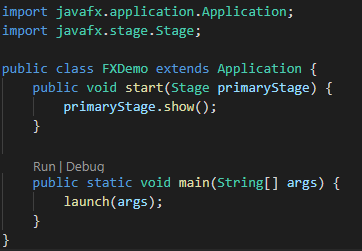 import javafx.application.Application;
import javafx.stage.Stage;
public class FXDemo extends Application {
    public void start(Stage primaryStage) {
        primaryStage.show();
    }
    Run | Debug
    public static void main(String[] args) {
        launch(args);
    }
}